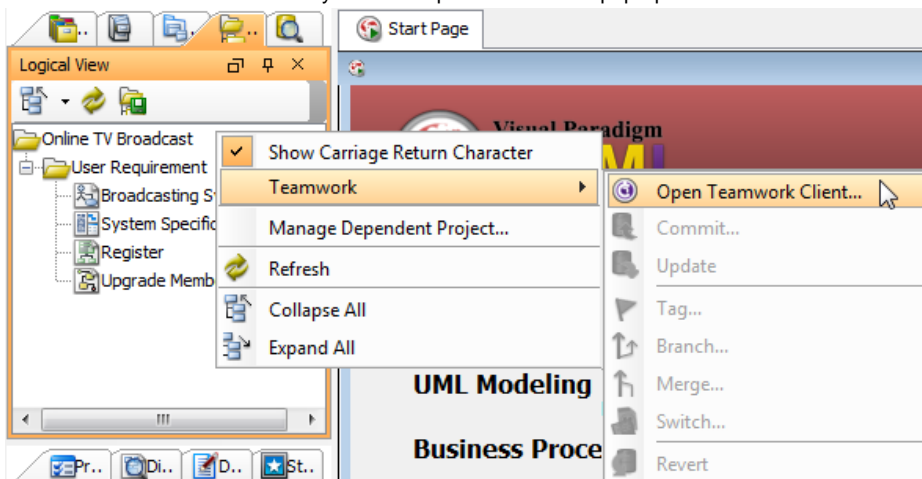 Start Page
Logical View
Online TV Broadcast
User Requirement
Broadcasting
System
Register
Upgrade
Show Carriage Return Character
Teamwork
Manage Dependent Project...
Refresh
Collapse All
Expand All
Open Teamwork Client...
Commit...
Update
Tag...
Branch...
Merge...
Switch...
Revert
Visual Paradigm
UML Modeling
Business Proce
Pr..
Di..
D..
St..